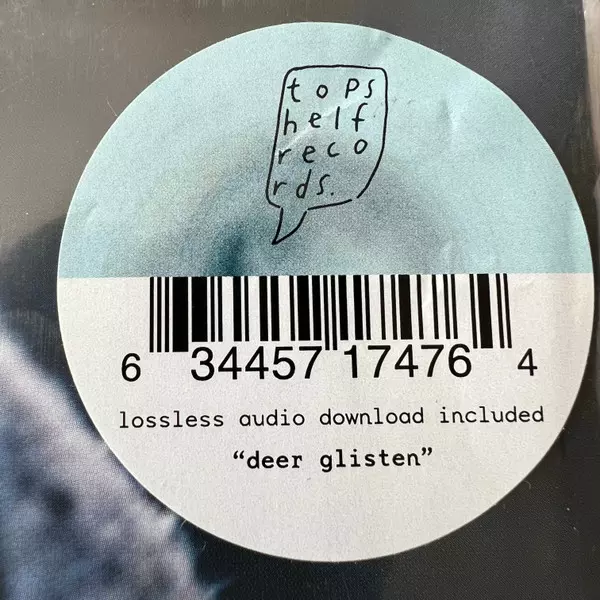 tops
helf
reco
rds.
6 34457 17476 4
lossless audio download included
“deer glisten”